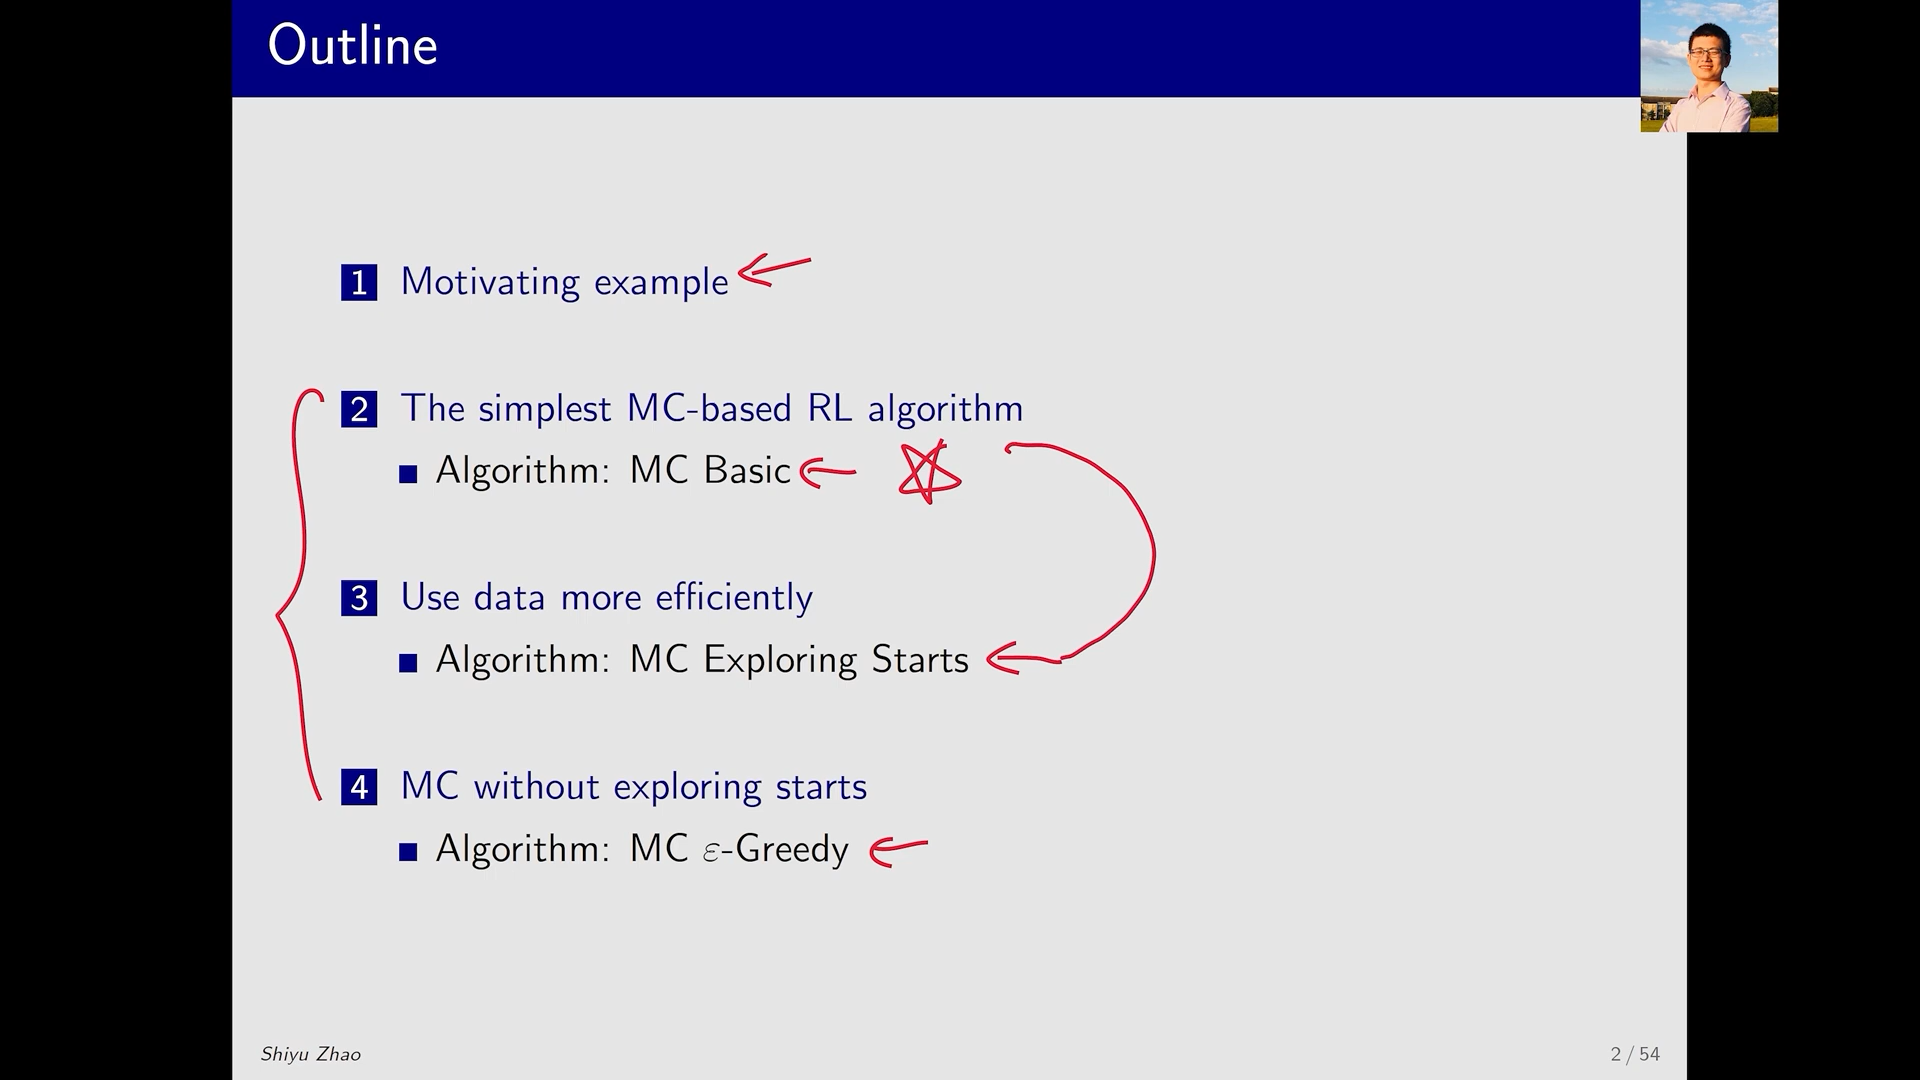 Outline
1 Motivating example
2 The simplest MC-based RL algorithm
Algorithm: MC Basic
3 Use data more efficiently
Algorithm: MC Exploring Starts
4 MC without exploring starts
Algorithm: MC ε-Greedy
Shiyu Zhao
2 / 54